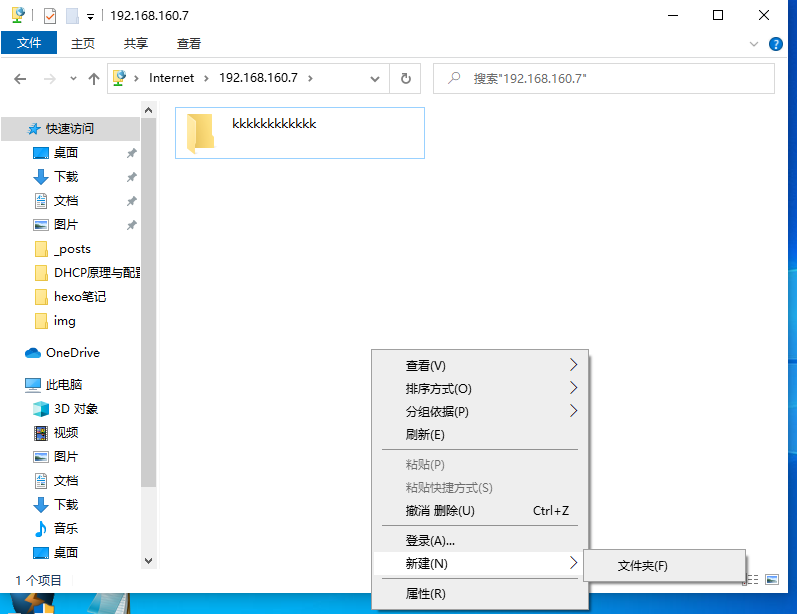 192.168.160.7
文件 主页 共享 查看
Internet 192.168.160.7
搜索"192.168.160.7"
快速访问
桌面
下载
文档
图片
_posts
DHCP原理与配置
hexo笔记
img
OneDrive
此电脑
3D 对象
视频
图片
文档
下载
音乐
桌面
kkkkkkkkkkkk
查看(V)
排序方式(O)
分组依据(P)
刷新(E)
粘贴(P)
粘贴快捷方式(S)
撤消 删除(U) Ctrl+Z
登录(A)...
新建(N)
文件夹(F)
属性(R)
1 个项目